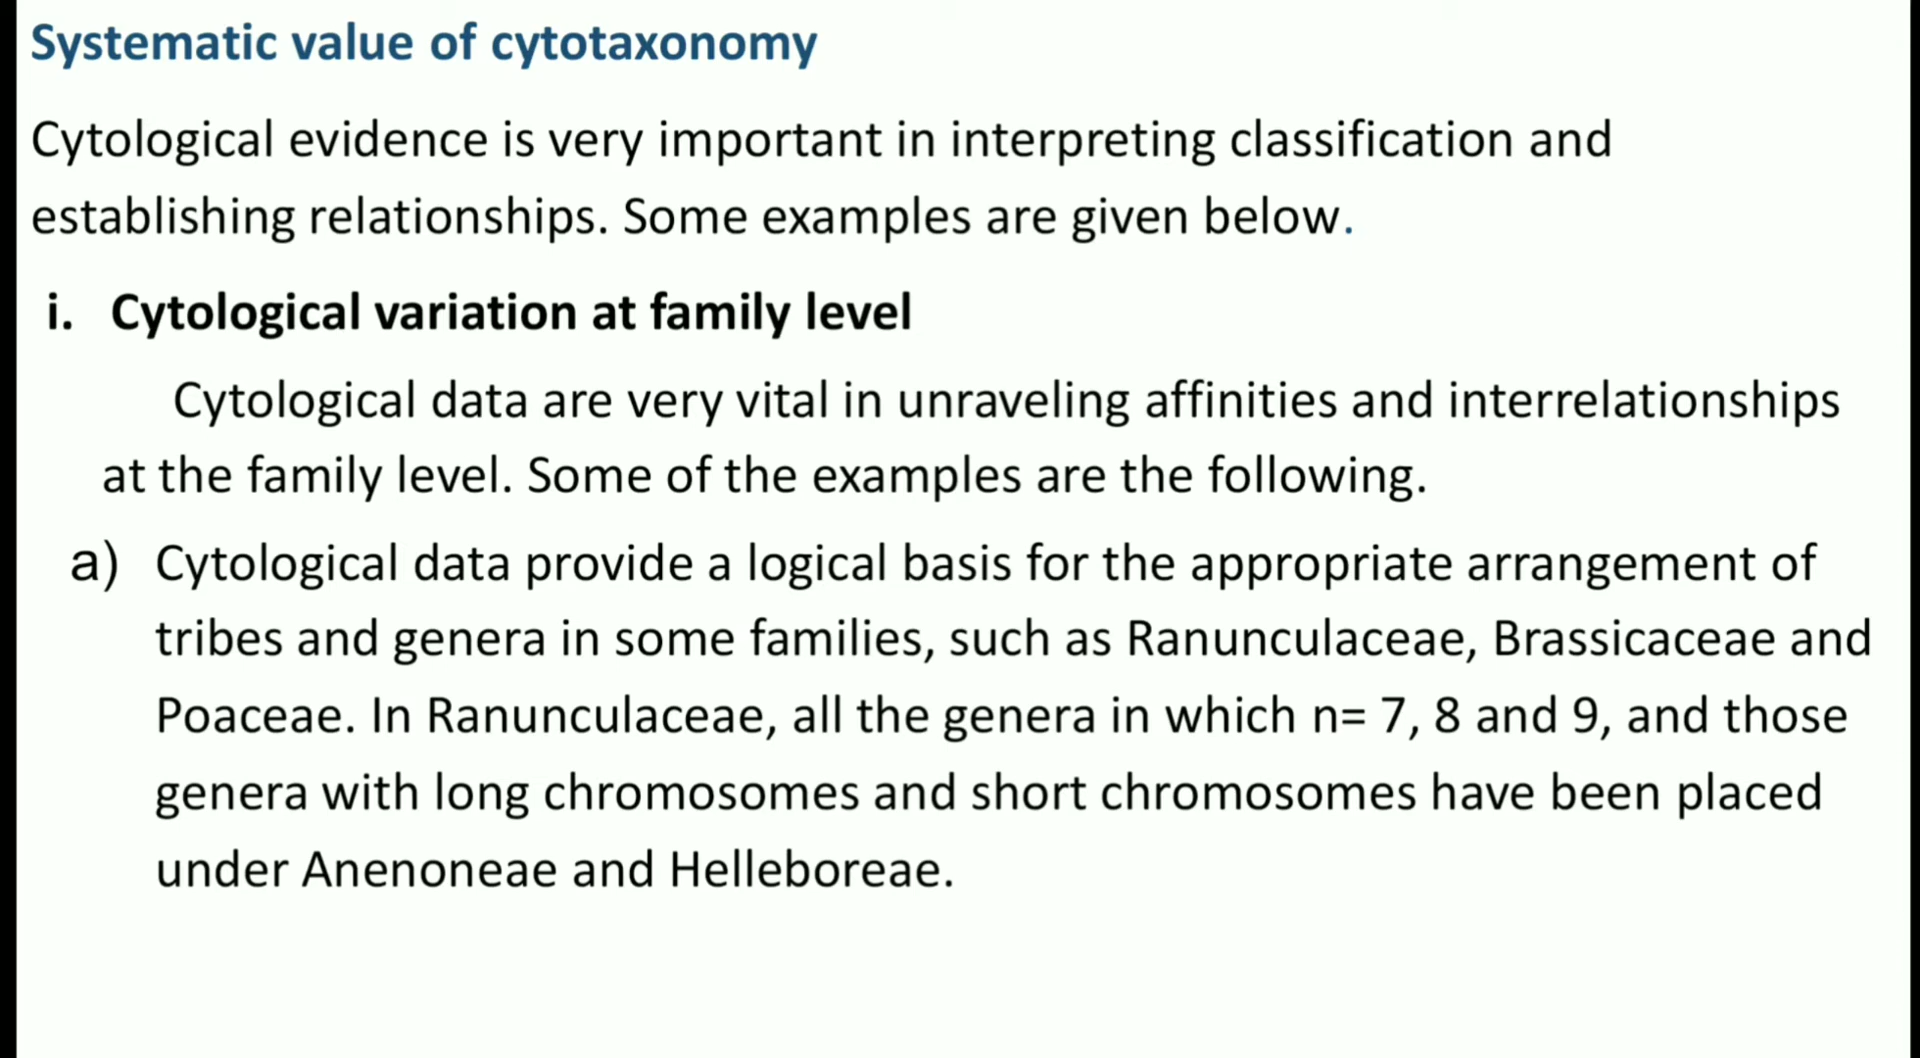 Systematic value of cytotaxonomy
Cytological evidence is very important in interpreting classification and
establishing relationships. Some examples are given below.
i. Cytological variation at family level
Cytological data are very vital in unraveling affinities and interrelationships
at the family level. Some of the examples are the following.
a) Cytological data provide a logical basis for the appropriate arrangement of
tribes and genera in some families, such as Ranunculaceae, Brassicaceae and
Poaceae. In Ranunculaceae, all the genera in which n= 7, 8 and 9, and those
genera with long chromosomes and short chromosomes have been placed
under Anenoneae and Helleboreae.